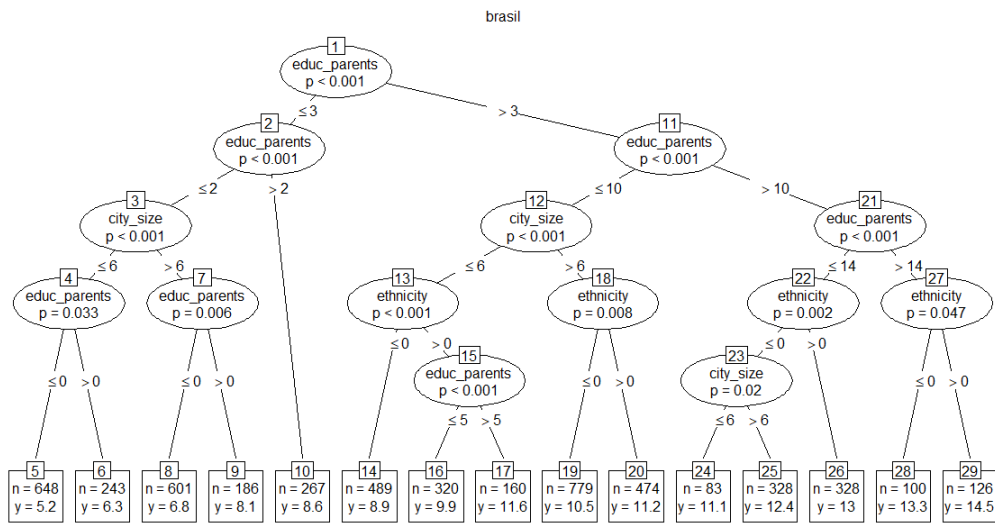 brasil
1
educ_parents
p < 0.001
≤ 3
> 3
2
educ_parents
p < 0.001
11
educ_parents
p < 0.001
≤ 2
> 2
≤ 10
> 10
3
city_size
p < 0.001
12
city_size
p < 0.001
21
educ_parents
p < 0.001
≤ 6
> 6
≤ 6
> 6
≤ 14
> 14
4
educ_parents
p = 0.033
7
educ_parents
p = 0.006
13
ethnicity
p < 0.001
18
ethnicity
p = 0.008
22
ethnicity
p = 0.002
27
ethnicity
p = 0.047
≤ 0
> 0
≤ 0
> 0
≤ 0
> 0
≤ 0
> 0
≤ 0
> 0
≤ 0
> 0
15
educ_parents
p < 0.001
23
city_size
p = 0.02
≤ 5
> 5
≤ 6
> 6
5
n = 648
y = 5.2
6
n = 243
y = 6.3
8
n = 601
y = 6.8
9
n = 186
y = 8.1
10
n = 267
y = 8.6
14
n = 489
y = 8.9
16
n = 320
y = 9.9
17
n = 160
y = 11.6
19
n = 779
y = 10.5
20
n = 474
y = 11.2
24
n = 83
y = 11.1
25
n = 328
y = 12.4
26
n = 328
y = 13
28
n = 100
y = 13.3
29
n = 126
y = 14.5